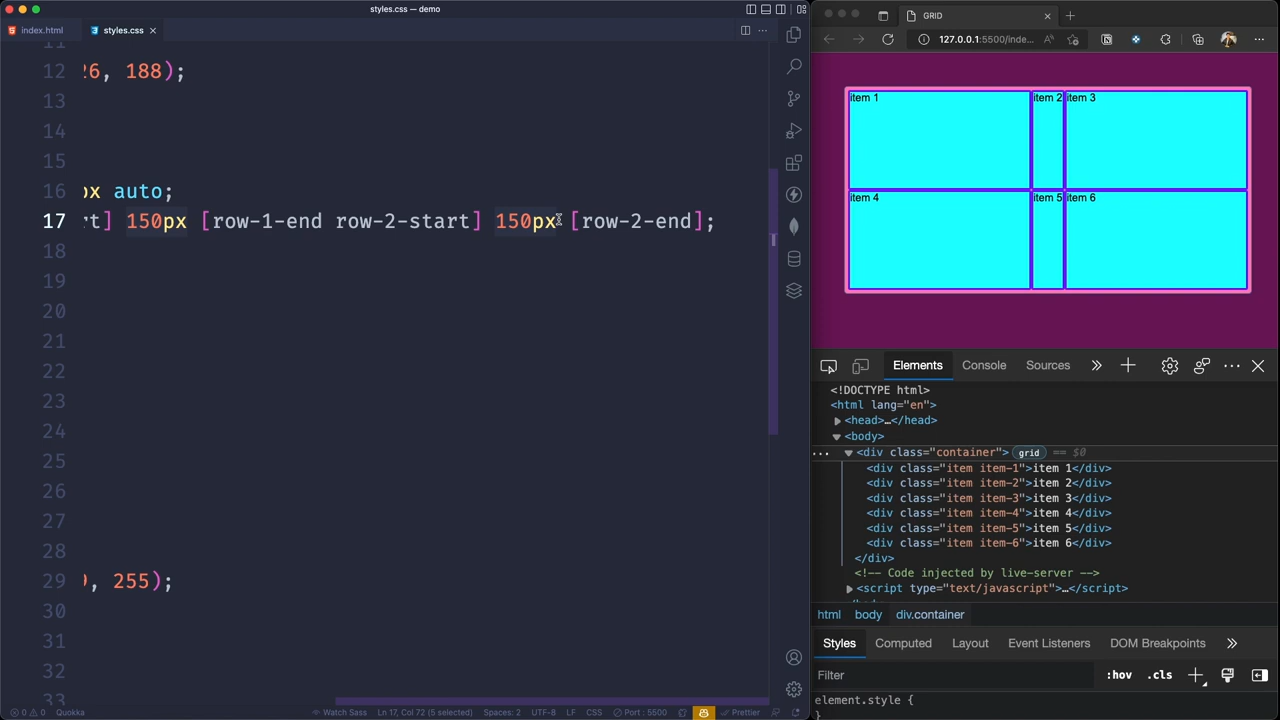 styles.css — demo
index.html
styles.css
11
12 26, 188);
13
14
15
16 px auto;
17 rt] 150px [row-1-end row-2-start] 150px [row-2-end];
18
19
20
21
22
23
24
25
26
27
28
29 9, 255);
30
31
32
33
0 0 Quokka
Watch Sass Ln 17, Col 72 (5 selected) Spaces: 2 UTF-8 LF CSS Port : 5500 Prettier
GRID
127.0.0.1:5500/inde...
item 1 item 2 item 3
item 4 item 5 item 6
Elements Console Sources
<!DOCTYPE html>
<html lang="en">
<head>…</head>
<body>
... <div class="container"> grid == $0
<div class="item item-1">item 1</div>
<div class="item item-2">item 2</div>
<div class="item item-3">item 3</div>
<div class="item item-4">item 4</div>
<div class="item item-5">item 5</div>
<div class="item item-6">item 6</div>
</div>
<!-- Code injected by live-server -->
<script type="text/javascript">…</script>
html body div.container
Styles Computed Layout Event Listeners DOM Breakpoints
Filter :hov .cls
element.style {
}